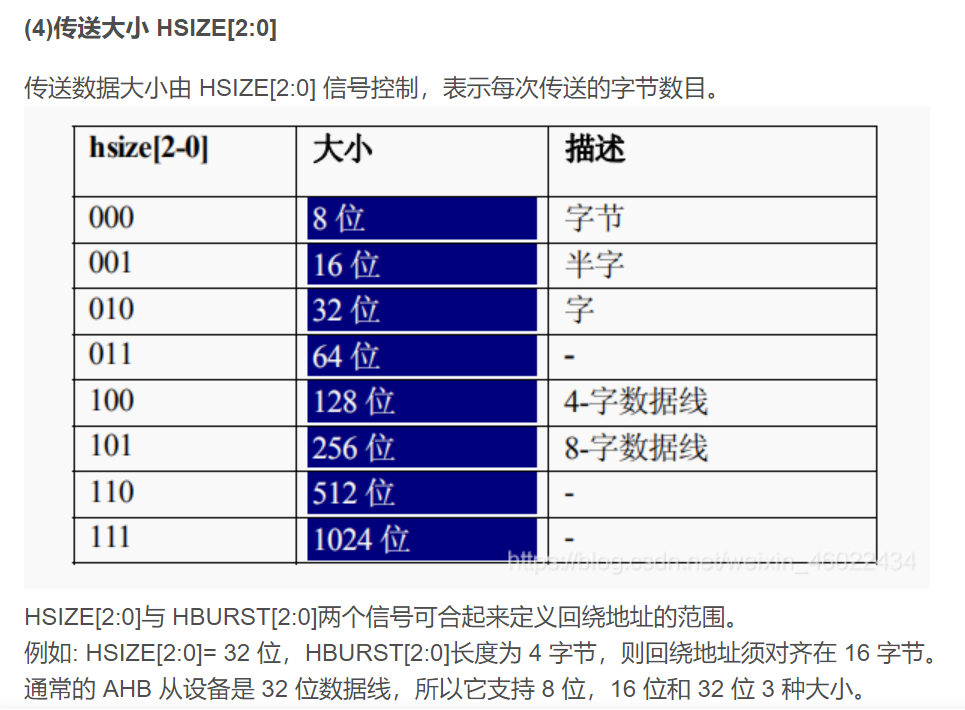 (4)传送大小 HSIZE[2:0]
传送数据大小由 HSIZE[2:0] 信号控制，表示每次传送的字节数目。
hsize[2-0] 大小 描述
000 8 位 字节
001 16 位 半字
010 32 位 字
011 64 位 -
100 128 位 4-字数据线
101 256 位 8-字数据线
110 512 位 -
111 1024 位 -
https://blog.csdn.net/weixin_46022434
HSIZE[2:0]与 HBURST[2:0]两个信号可合起来定义回绕地址的范围。
例如: HSIZE[2:0]= 32 位，HBURST[2:0]长度为 4 字节，则回绕地址须对齐在 16 字节。
通常的 AHB 从设备是 32 位数据线，所以它支持 8 位，16 位和 32 位 3 种大小。